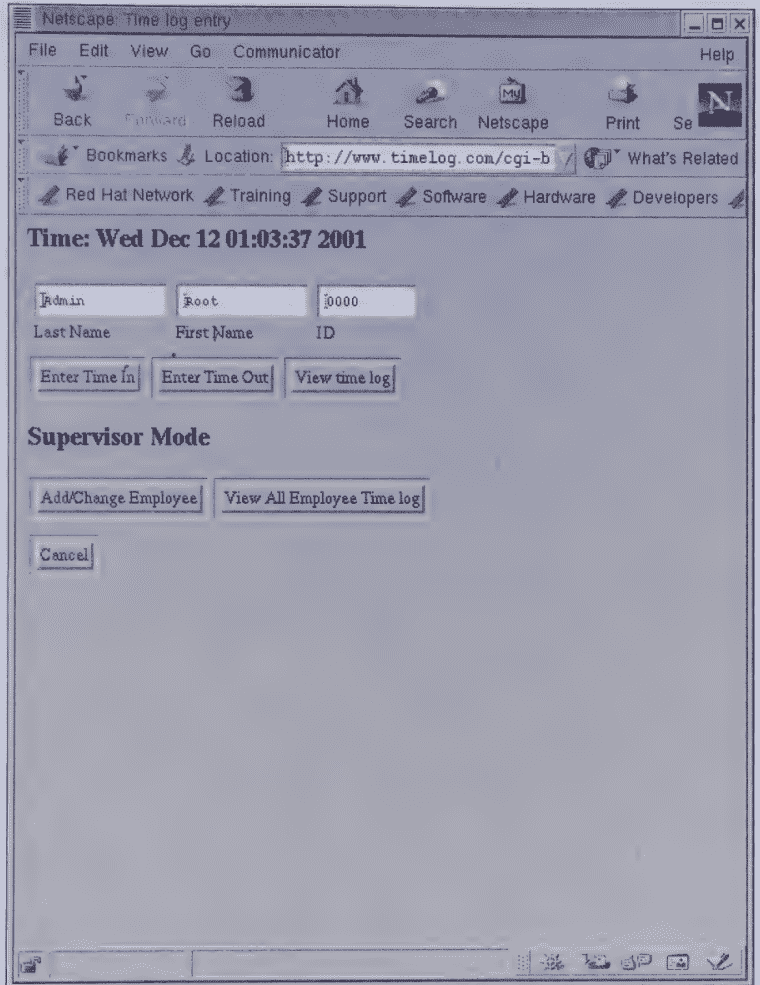 Netscape: Time log entry
File Edit View Go Communicator Help
Back Forward Reload Home Search Netscape Print Se
My
N
Bookmarks Location: http://www.timelog.com/cgi-b What's Related
Red Hat Network Training Support Software Hardware Developers
Time: Wed Dec 12 01:03:37 2001
Admin Root 0000
Last Name First Name ID
Enter Time In Enter Time Out View time log
Supervisor Mode
Add/Change Employee View All Employee Time log
Cancel